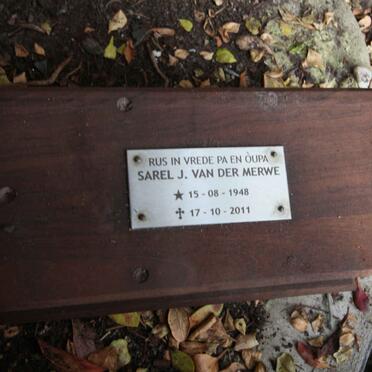 RUS IN VREDE PA EN OUPA
SAREL J. VAN DER MERWE
★ 15 - 08 - 1948
✝ 17 - 10 - 2011